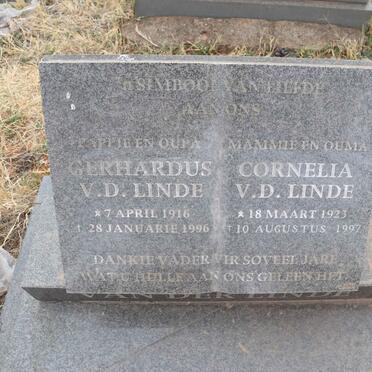 'n SIMBOOL VAN LIEFDE
AAN ONS
PAPPIE EN OUPA MAMMIE EN OUMA
GERHARDUS CORNELIA
V.D. LINDE V.D. LINDE
* 7 APRIL 1916 * 18 MAART 1923
† 28 JANUARIE 1996 † 10 AUGUSTUS 1997
DANKIE VADER VIR SOVEEL JARE
WAT U HULLE AAN ONS GELEEN HET.
VAN DER LINDE